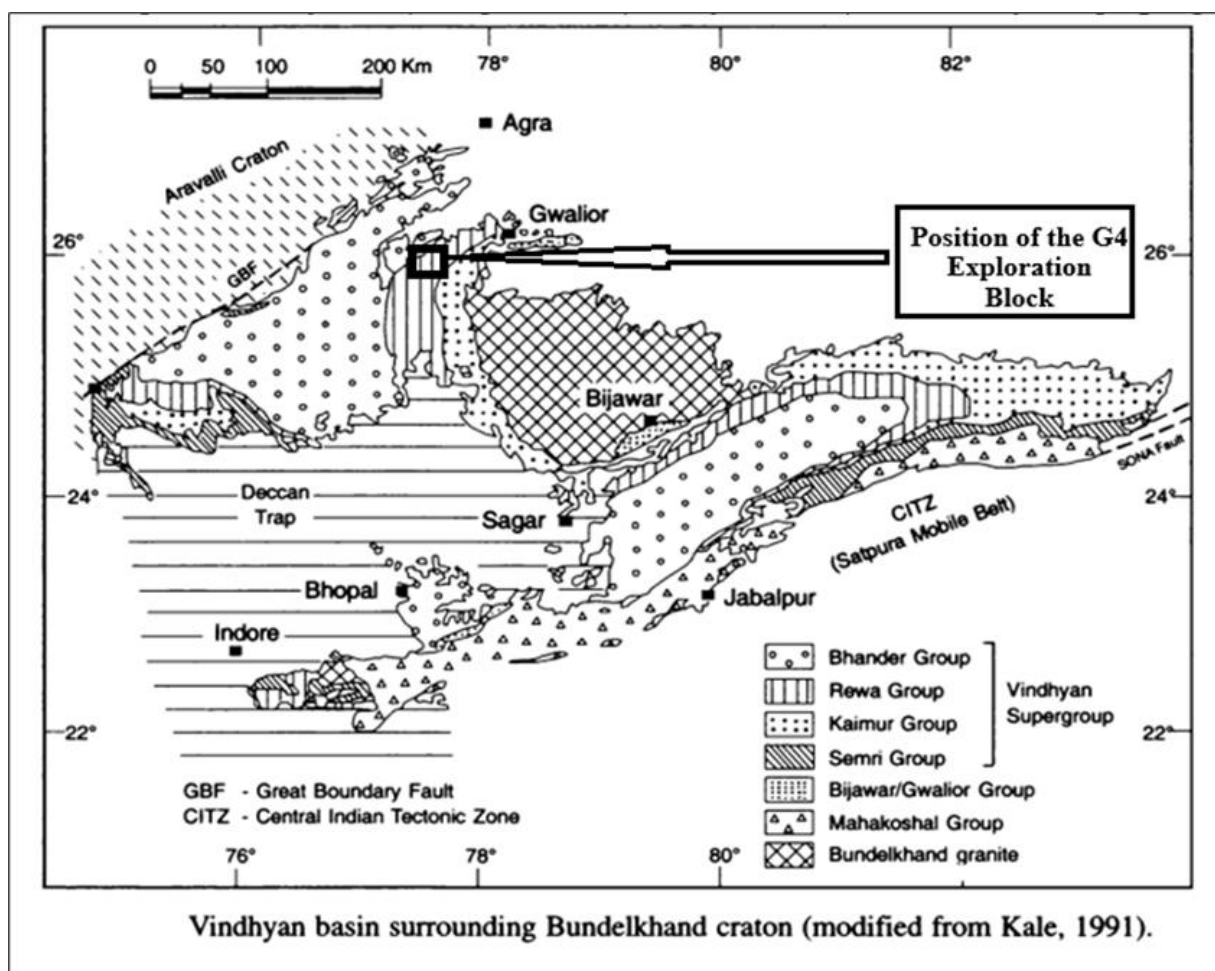 78° 80° 82°
0 50 100 200 Km
Agra
Aravalli Craton
Gwalior
26° 26°
Position of the G4
Exploration
Block
GBF
Bijawar
SONA Fault
24° 24°
Deccan
Trap
Sagar
CITZ
(Satpura Mobile Belt)
Bhopal
Jabalpur
Indore
Bhander Group
Rewa Group
Kaimur Group
Semri Group
Vindhyan
Supergroup
Bijawar/Gwalior Group
Mahakoshal Group
Bundelkhand granite
22° 22°
GBF - Great Boundary Fault
CITZ - Central Indian Tectonic Zone
76° 78° 80°
Vindhyan basin surrounding Bundelkhand craton (modified from Kale, 1991).